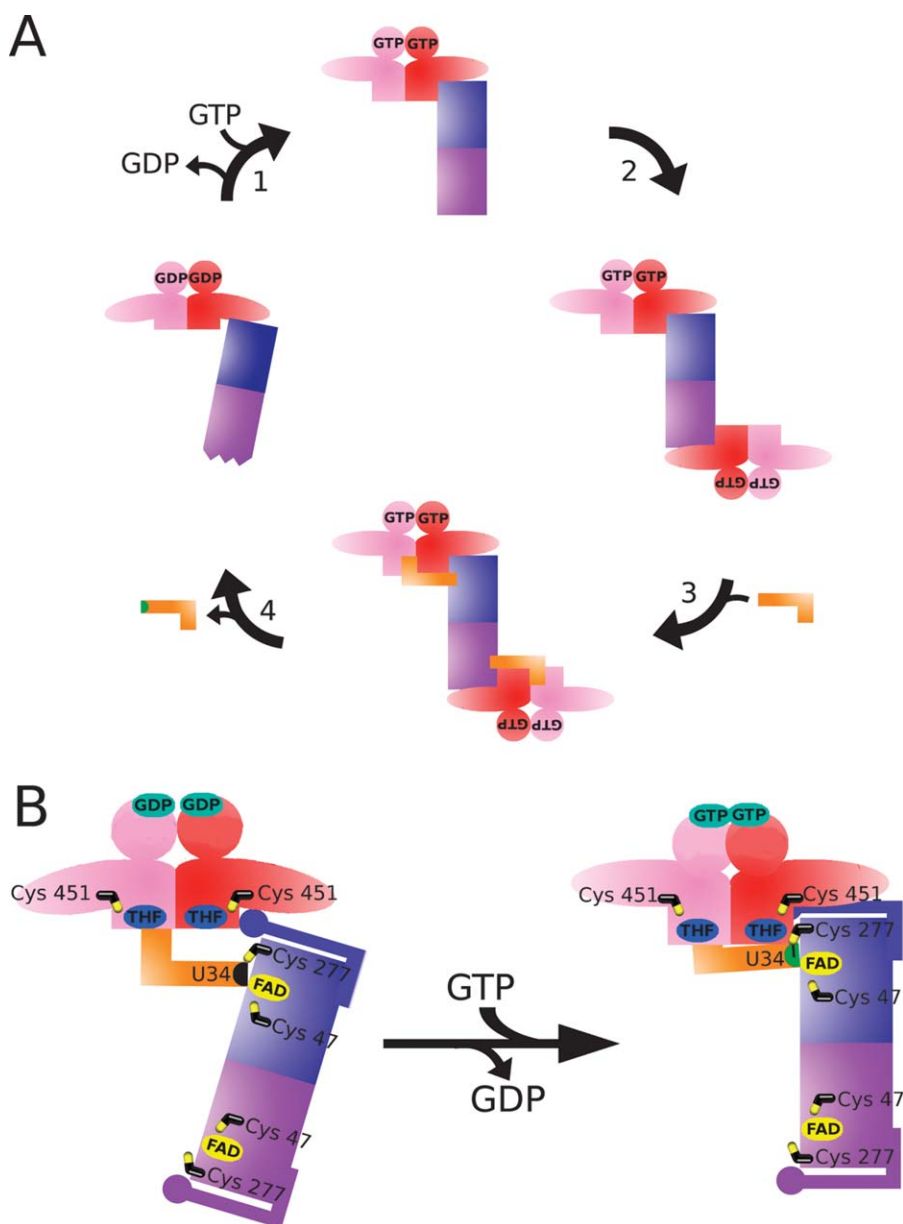 A
GTP GTP
GTP
GDP
1
2
GDP GDP
GTP GTP
GTP GTP
GTP GTP
4
3
GTP GTP
B
GDP GDP
GTP GTP
Cys 451
Cys 451
Cys 451
Cys 451
THF THF
THF THF
Cys 277
Cys 277
U34
U34
FAD
FAD
Cys 47
Cys 47
GTP
GDP
Cys 47
Cys 47
FAD
FAD
Cys 277
Cys 277